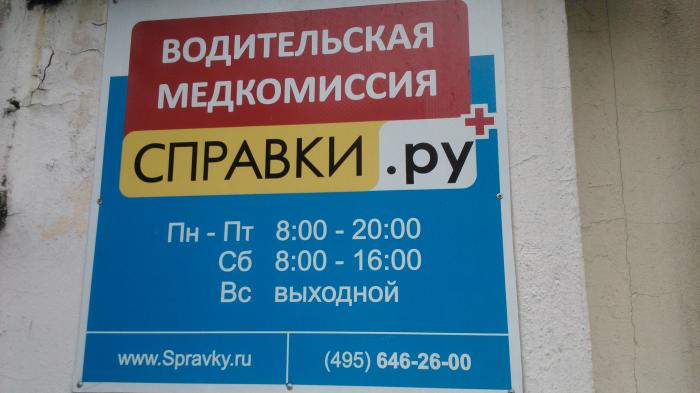 ВОДИТЕЛЬСКАЯ
МЕДКОМИССИЯ
СПРАВКИ.ру
Пн - Пт 8:00 - 20:00
Сб 8:00 - 16:00
Вс выходной
www.Spravky.ru (495) 646-26-00